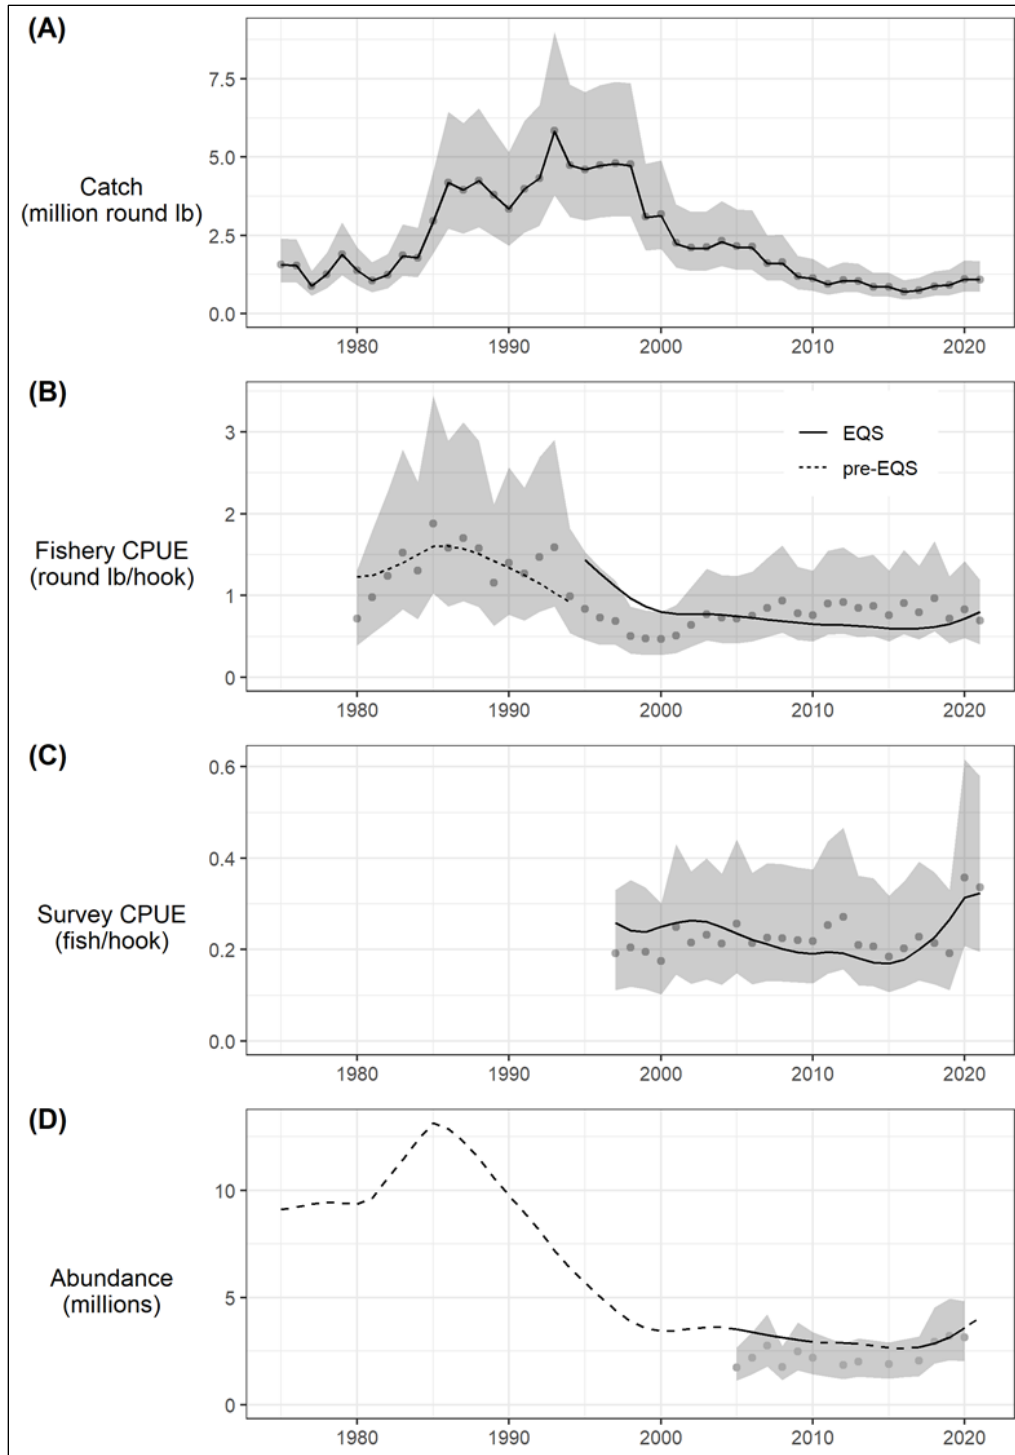 (A)
Catch
(million round lb)
7.5
5.0
2.5
0.0
1980
1990
2000
2010
2020
(B)
Fishery CPUE
(round lb/hook)
3
2
1
0
EQS
pre-EQS
1980
1990
2000
2010
2020
(C)
Survey CPUE
(fish/hook)
0.6
0.4
0.2
0.0
1980
1990
2000
2010
2020
(D)
Abundance
(millions)
10
5
0
1980
1990
2000
2010
2020